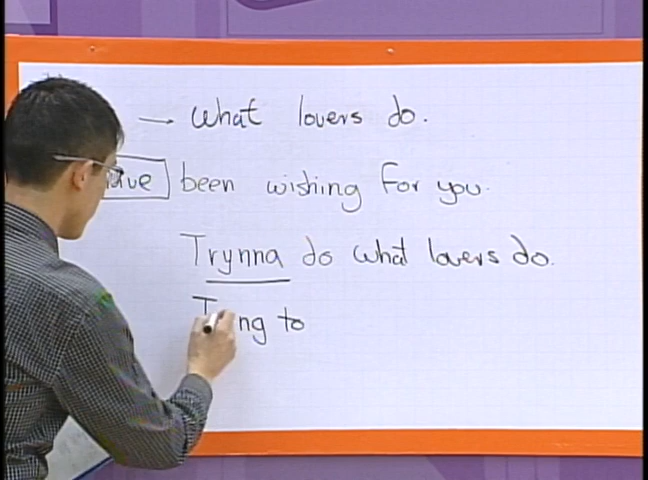 → What lovers do.
been wishing for you.
Trynna do what lovers do.
to